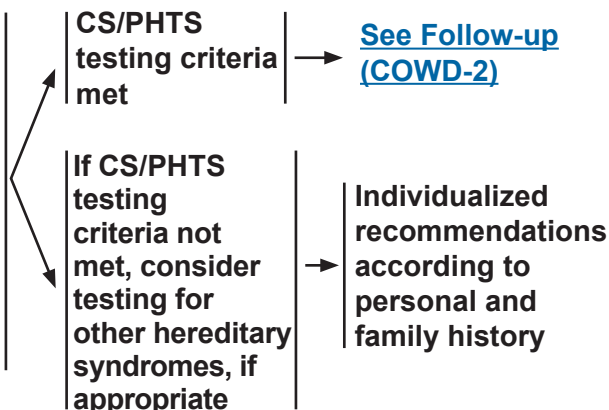 CS/PHTS
testing criteria
met
See Follow-up
(COWD-2)
If CS/PHTS
testing
criteria not
met, consider
testing for
other hereditary
syndromes, if
appropriate
Individualized
recommendations
according to
personal and
family history